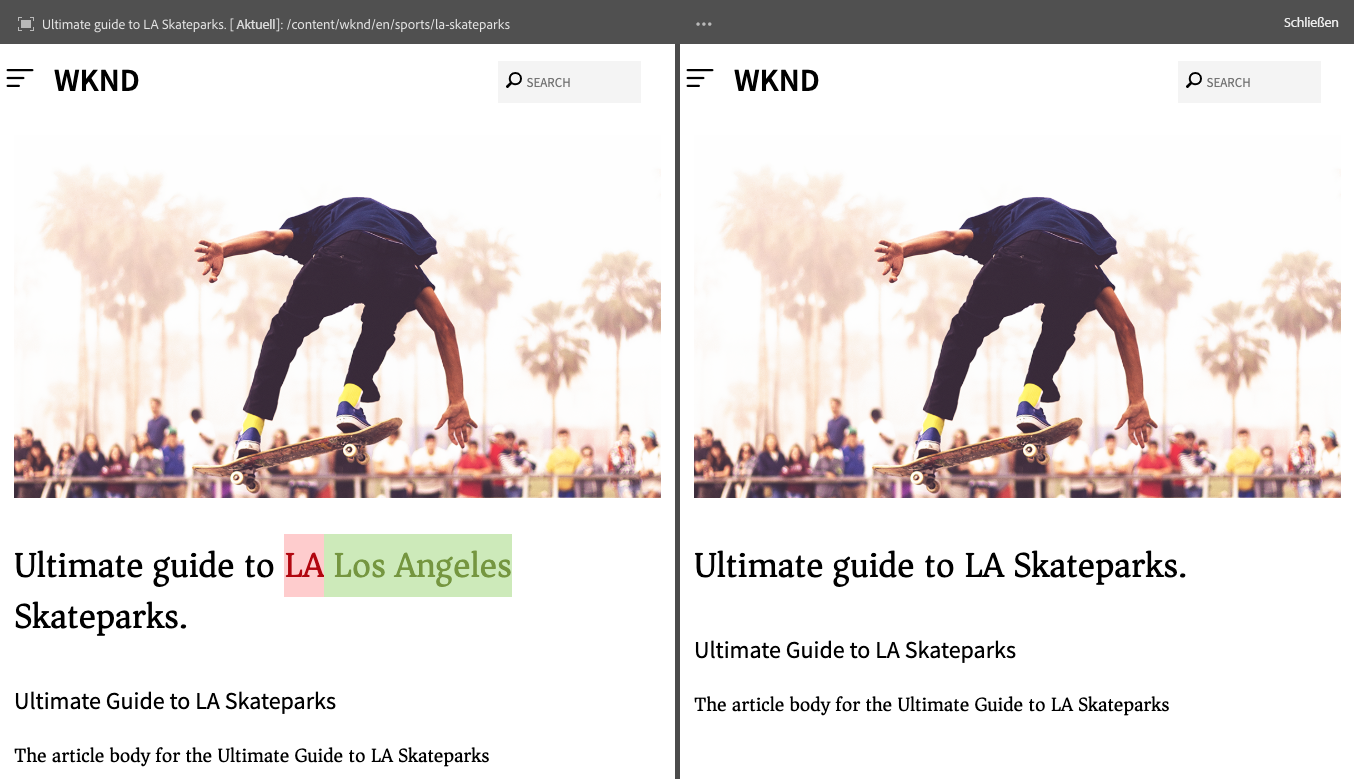 Ultimate guide to LA Skateparks. [ Aktuell]: /content/wknd/en/sports/la-skateparks
Schließen
WKND
SEARCH
Ultimate guide to LA Los Angeles
Skateparks.
Ultimate Guide to LA Skateparks
The article body for the Ultimate Guide to LA Skateparks
WKND
SEARCH
Ultimate guide to LA Skateparks.
Ultimate Guide to LA Skateparks
The article body for the Ultimate Guide to LA Skateparks